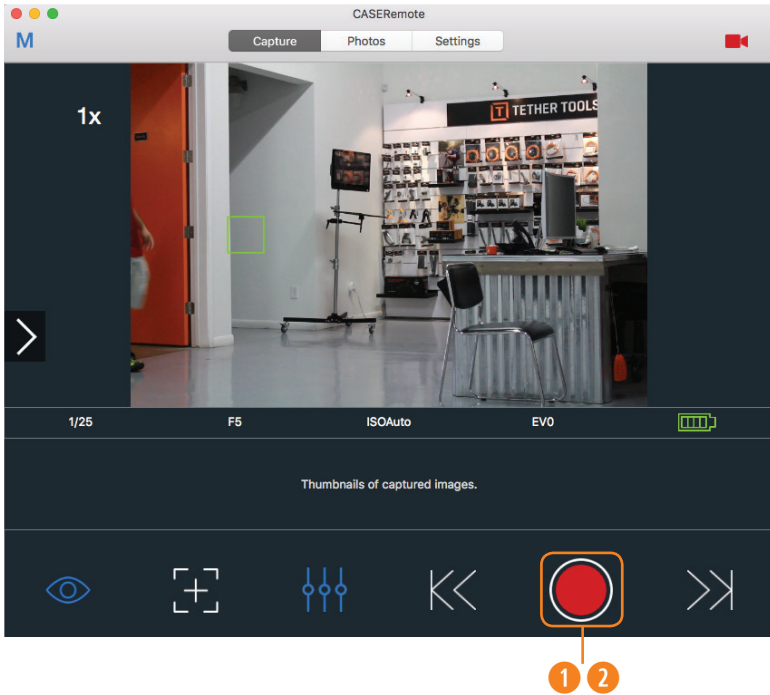 CASERemote
M
Capture Photos Settings
1x
TETHER TOOLS
1/25 F5 ISOAuto EV0
Thumbnails of captured images.
1 2